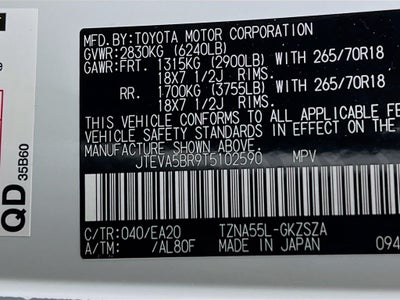 MFD.BY:TOYOTA MOTOR CORPORATION
GVWR:2830KG (6240LB)
GAWR:FRT. 1315KG (2900LB) WITH 265/70R18
18X7 1/2J RIMS.
RR. 1700KG (3755LB) WITH 265/70R18
18X7 1/2J RIMS.
THIS VEHICLE CONFORMS TO ALL APPLICABLE FE
VEHICLE SAFETY STANDARDS IN EFFECT ON THE
MANUFACTURE SHOWN ABOVE.
JTEVA5BR9T5102590 MPV
C/TR:040/EA20 TZNA55L-GKZSZA
A/TM: /AL80F MADE IN JAPAN 094
QD
35B60